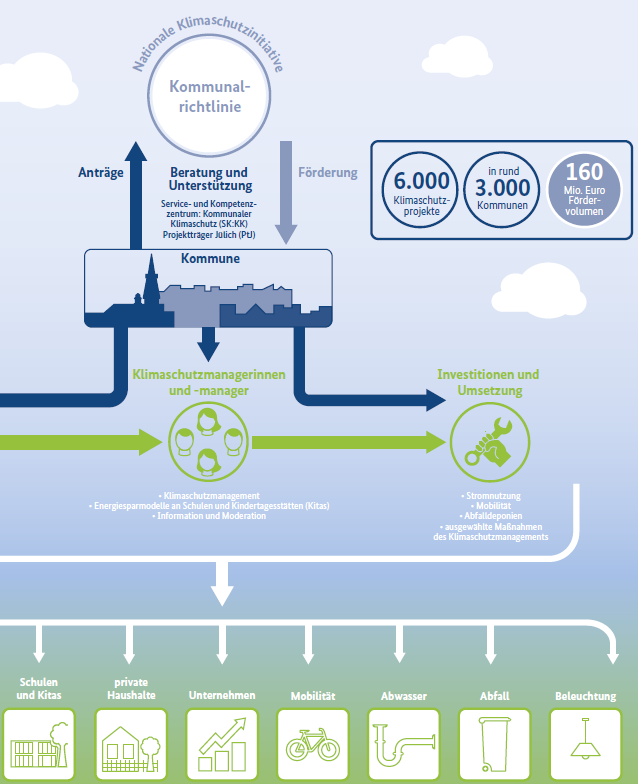 Nationale Klimaschutzinitiative
Kommunal-
richtlinie
Anträge
Beratung und
Unterstützung
Service- und Kompetenz-
zentrum: Kommunaler
Klimaschutz (SK:KK)
Projektträger Jülich (PtJ)
Förderung
6.000
Klimaschutz-
projekte
in rund
3.000
Kommunen
160
Mio. Euro
Förder-
volumen
Kommune
Klimaschutzmanagerinnen
und -manager
Investitionen und
Umsetzung
• Klimaschutzmanagement
• Energiesparmodelle an Schulen und Kindertagesstätten (Kitas)
• Information und Moderation
• Stromnutzung
• Mobilität
• Abfalldeponien
• ausgewählte Maßnahmen
des Klimaschutzmanagements
Schulen
und Kitas
private
Haushalte
Unternehmen
Mobilität
Abwasser
Abfall
Beleuchtung